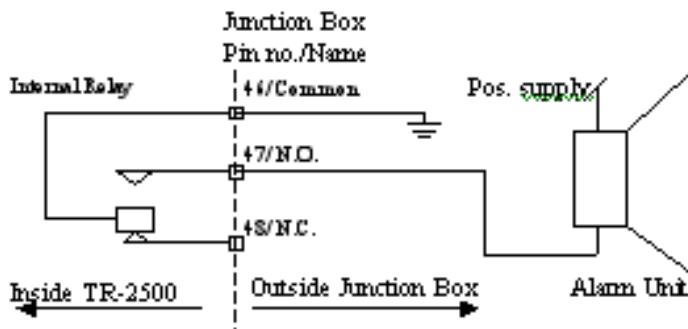 Junction Box
Pin no./Name
Internal Relay
46/Common
Pos. supply
47/N.O.
48/N.C.
Inside TR-2500
Outside Junction Box
Alarm Unit